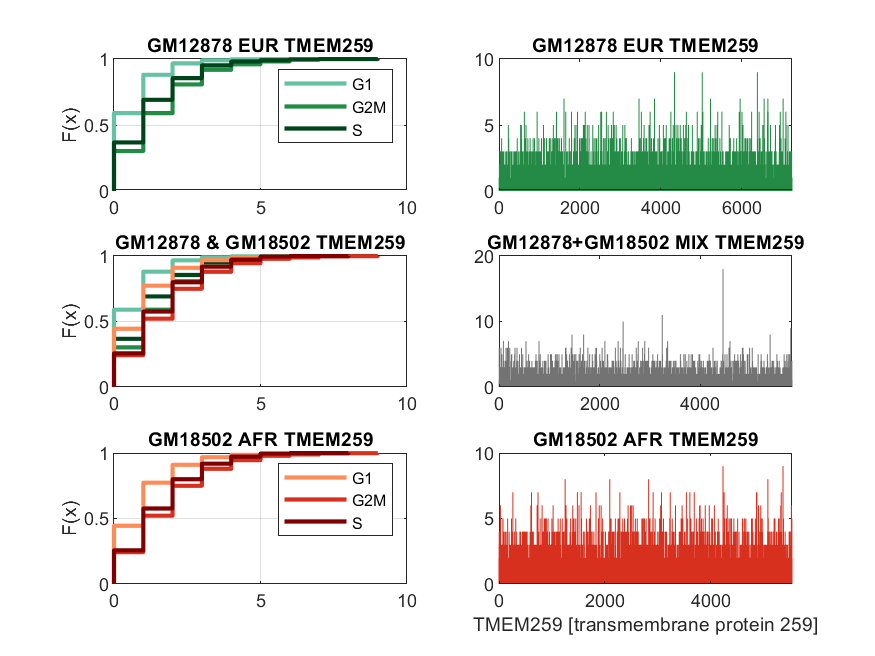 GM12878 EUR TMEM259
F(x)
1
0.5
0
0 5 10
G1
G2M
S
GM12878 EUR TMEM259
10
5
0
0 2000 4000 6000
GM12878 & GM18502 TMEM259
F(x)
1
0.5
0
0 5 10
GM12878+GM18502 MIX TMEM259
20
10
0
0 2000 4000
GM18502 AFR TMEM259
F(x)
1
0.5
0
0 5 10
G1
G2M
S
GM18502 AFR TMEM259
10
5
0
0 2000 4000
TMEM259 [transmembrane protein 259]